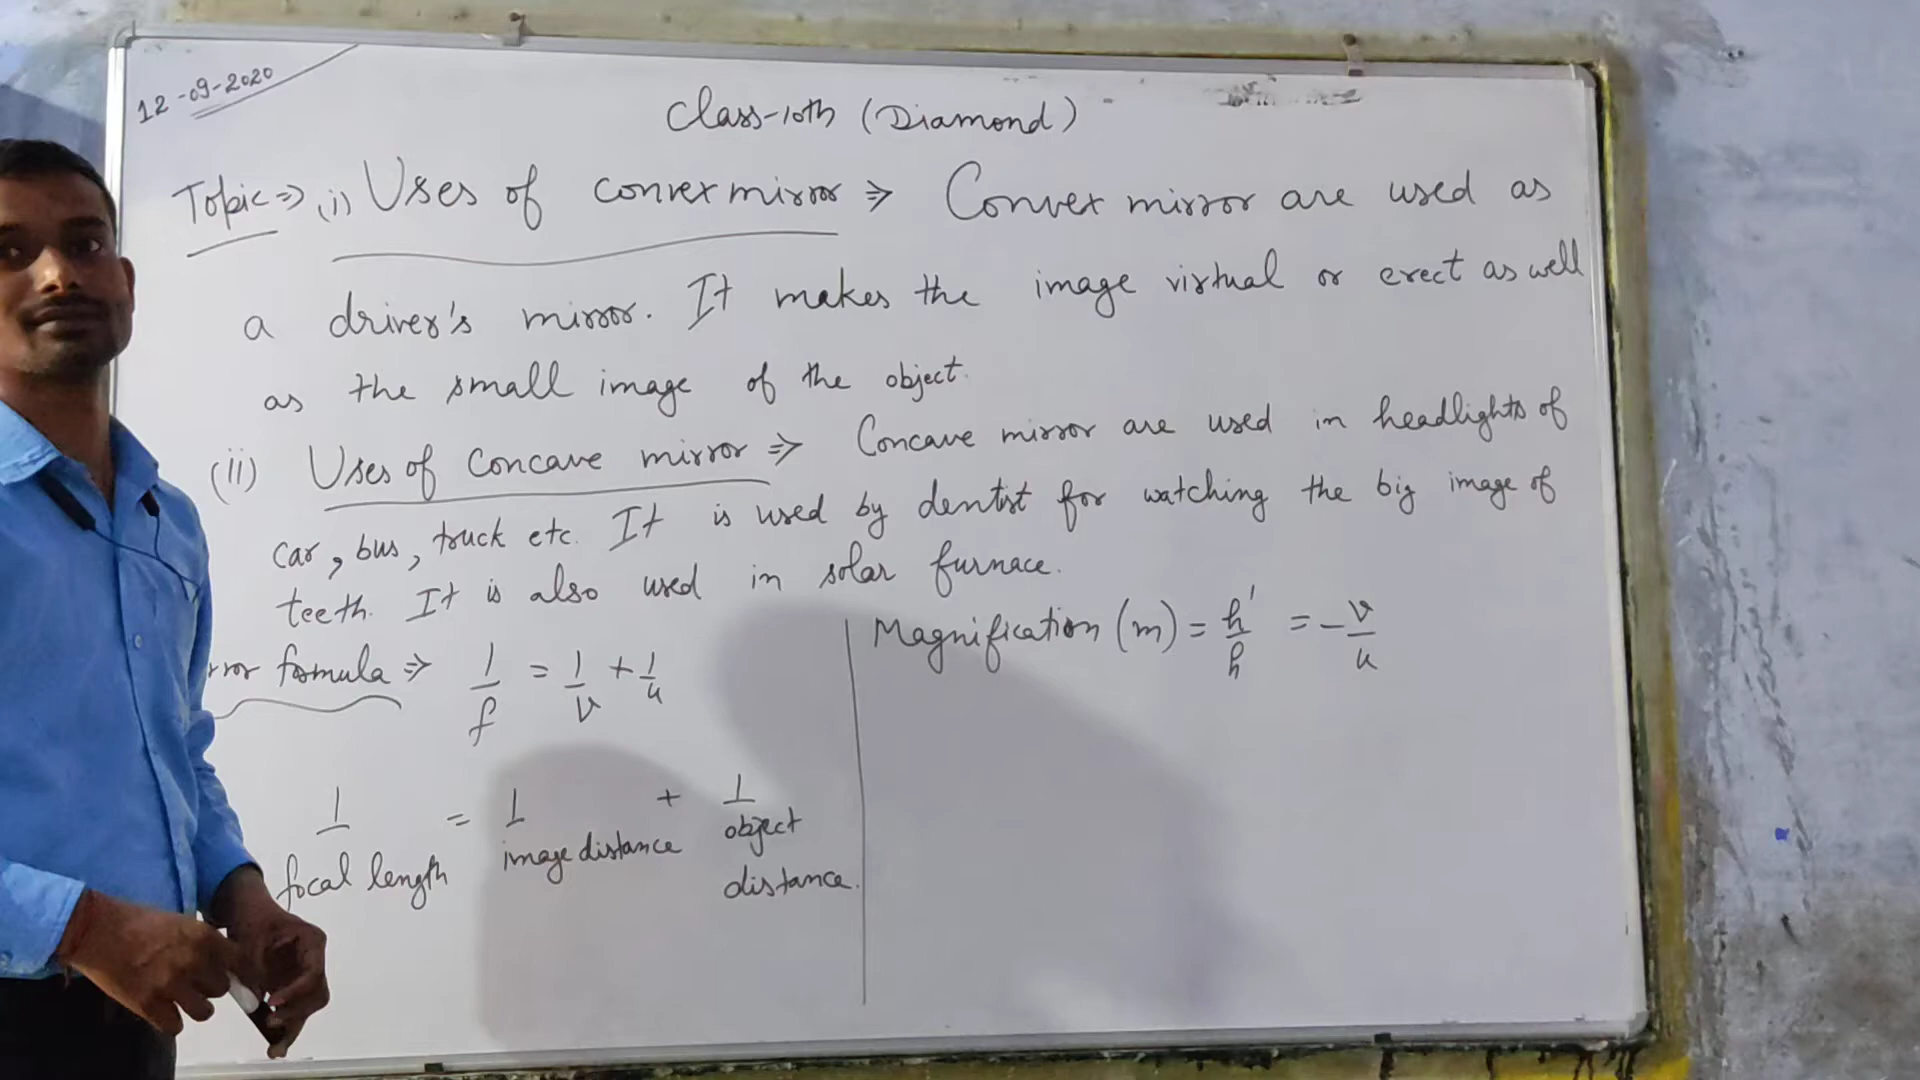 12-09-2020
Class-10th (Diamond)
Topic⇒ (i) Uses of convex mirror ⇒ Convex mirror are used as
a driver's mirror. It makes the image virtual or erect as well
as the small image of the object.
(ii) Uses of Concave mirror ⇒ Concave mirror are used in headlights of
car, bus, truck etc. It is used by dentist for watching the big image of
teeth. It is also used in solar furnace.
rror formula ⇒ 1/f = 1/v + 1/u
1/focal length = 1/image distance + 1/object distance.
Magnification (m) = h'/h = -v/u